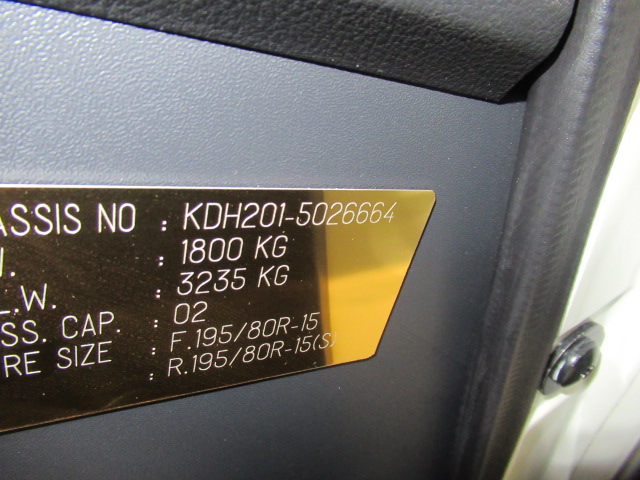 ASSIS NO : KDH201-5026664
W. : 1800 KG
L.W. : 3235 KG
SS. CAP. : 02
RE SIZE : F.195/80R-15
: R.195/80R-15(S)